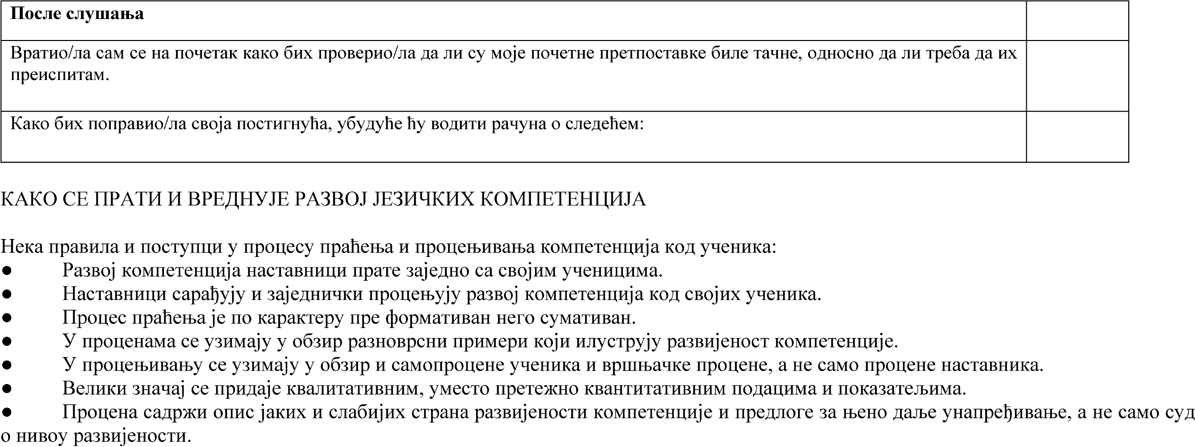 После слушања
Вратио/ла сам се на почетак како бих проверио/ла да ли су моје почетне претпоставке биле тачне, односно да ли треба да их
преиспитам.
Како бих поправио/ла своја постигнућа, убудуће ћу водити рачуна о следећем:
КАКО СЕ ПРАТИ И ВРЕДНУЈЕ РАЗВОЈ ЈЕЗИЧКИХ КОМПЕТЕНЦИЈА
Нека правила и поступци у процесу праћења и процењивања компетенција код ученика:
● Развој компетенција наставници прате заједно са својим ученицима.
● Наставници сарађују и заједнички процењују развој компетенција код својих ученика.
● Процес праћења је по карактеру пре формативан него сумативан.
● У проценама се узимају у обзир разноврсни примери који илуструју развијеност компетенције.
● У процењивању се узимају у обзир и самопроцене ученика и вршњачке процене, а не само процене наставника.
● Велики значај се придаје квалитативним, уместо претежно квантитативним подацима и показатељима.
● Процена садржи опис јаких и слабијих страна развијености компетенције и предлоге за њено даље унапређивање, а не само суд
о нивоу развијености.